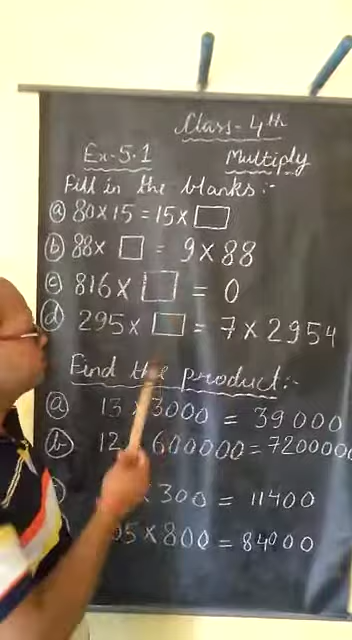 Class - 4th
Ex-5.1 Multiply
Fill in the blanks:-
(a) 80×15 = 15×□
(b) 88× □ = 9×88
(c) 816× □ = 0
(d) 295× □ = 7×2954
Find the product:-
(a) 13×3000 = 39000
(b) 12 600000=7200000
×300 = 11400
05×800 = 84000